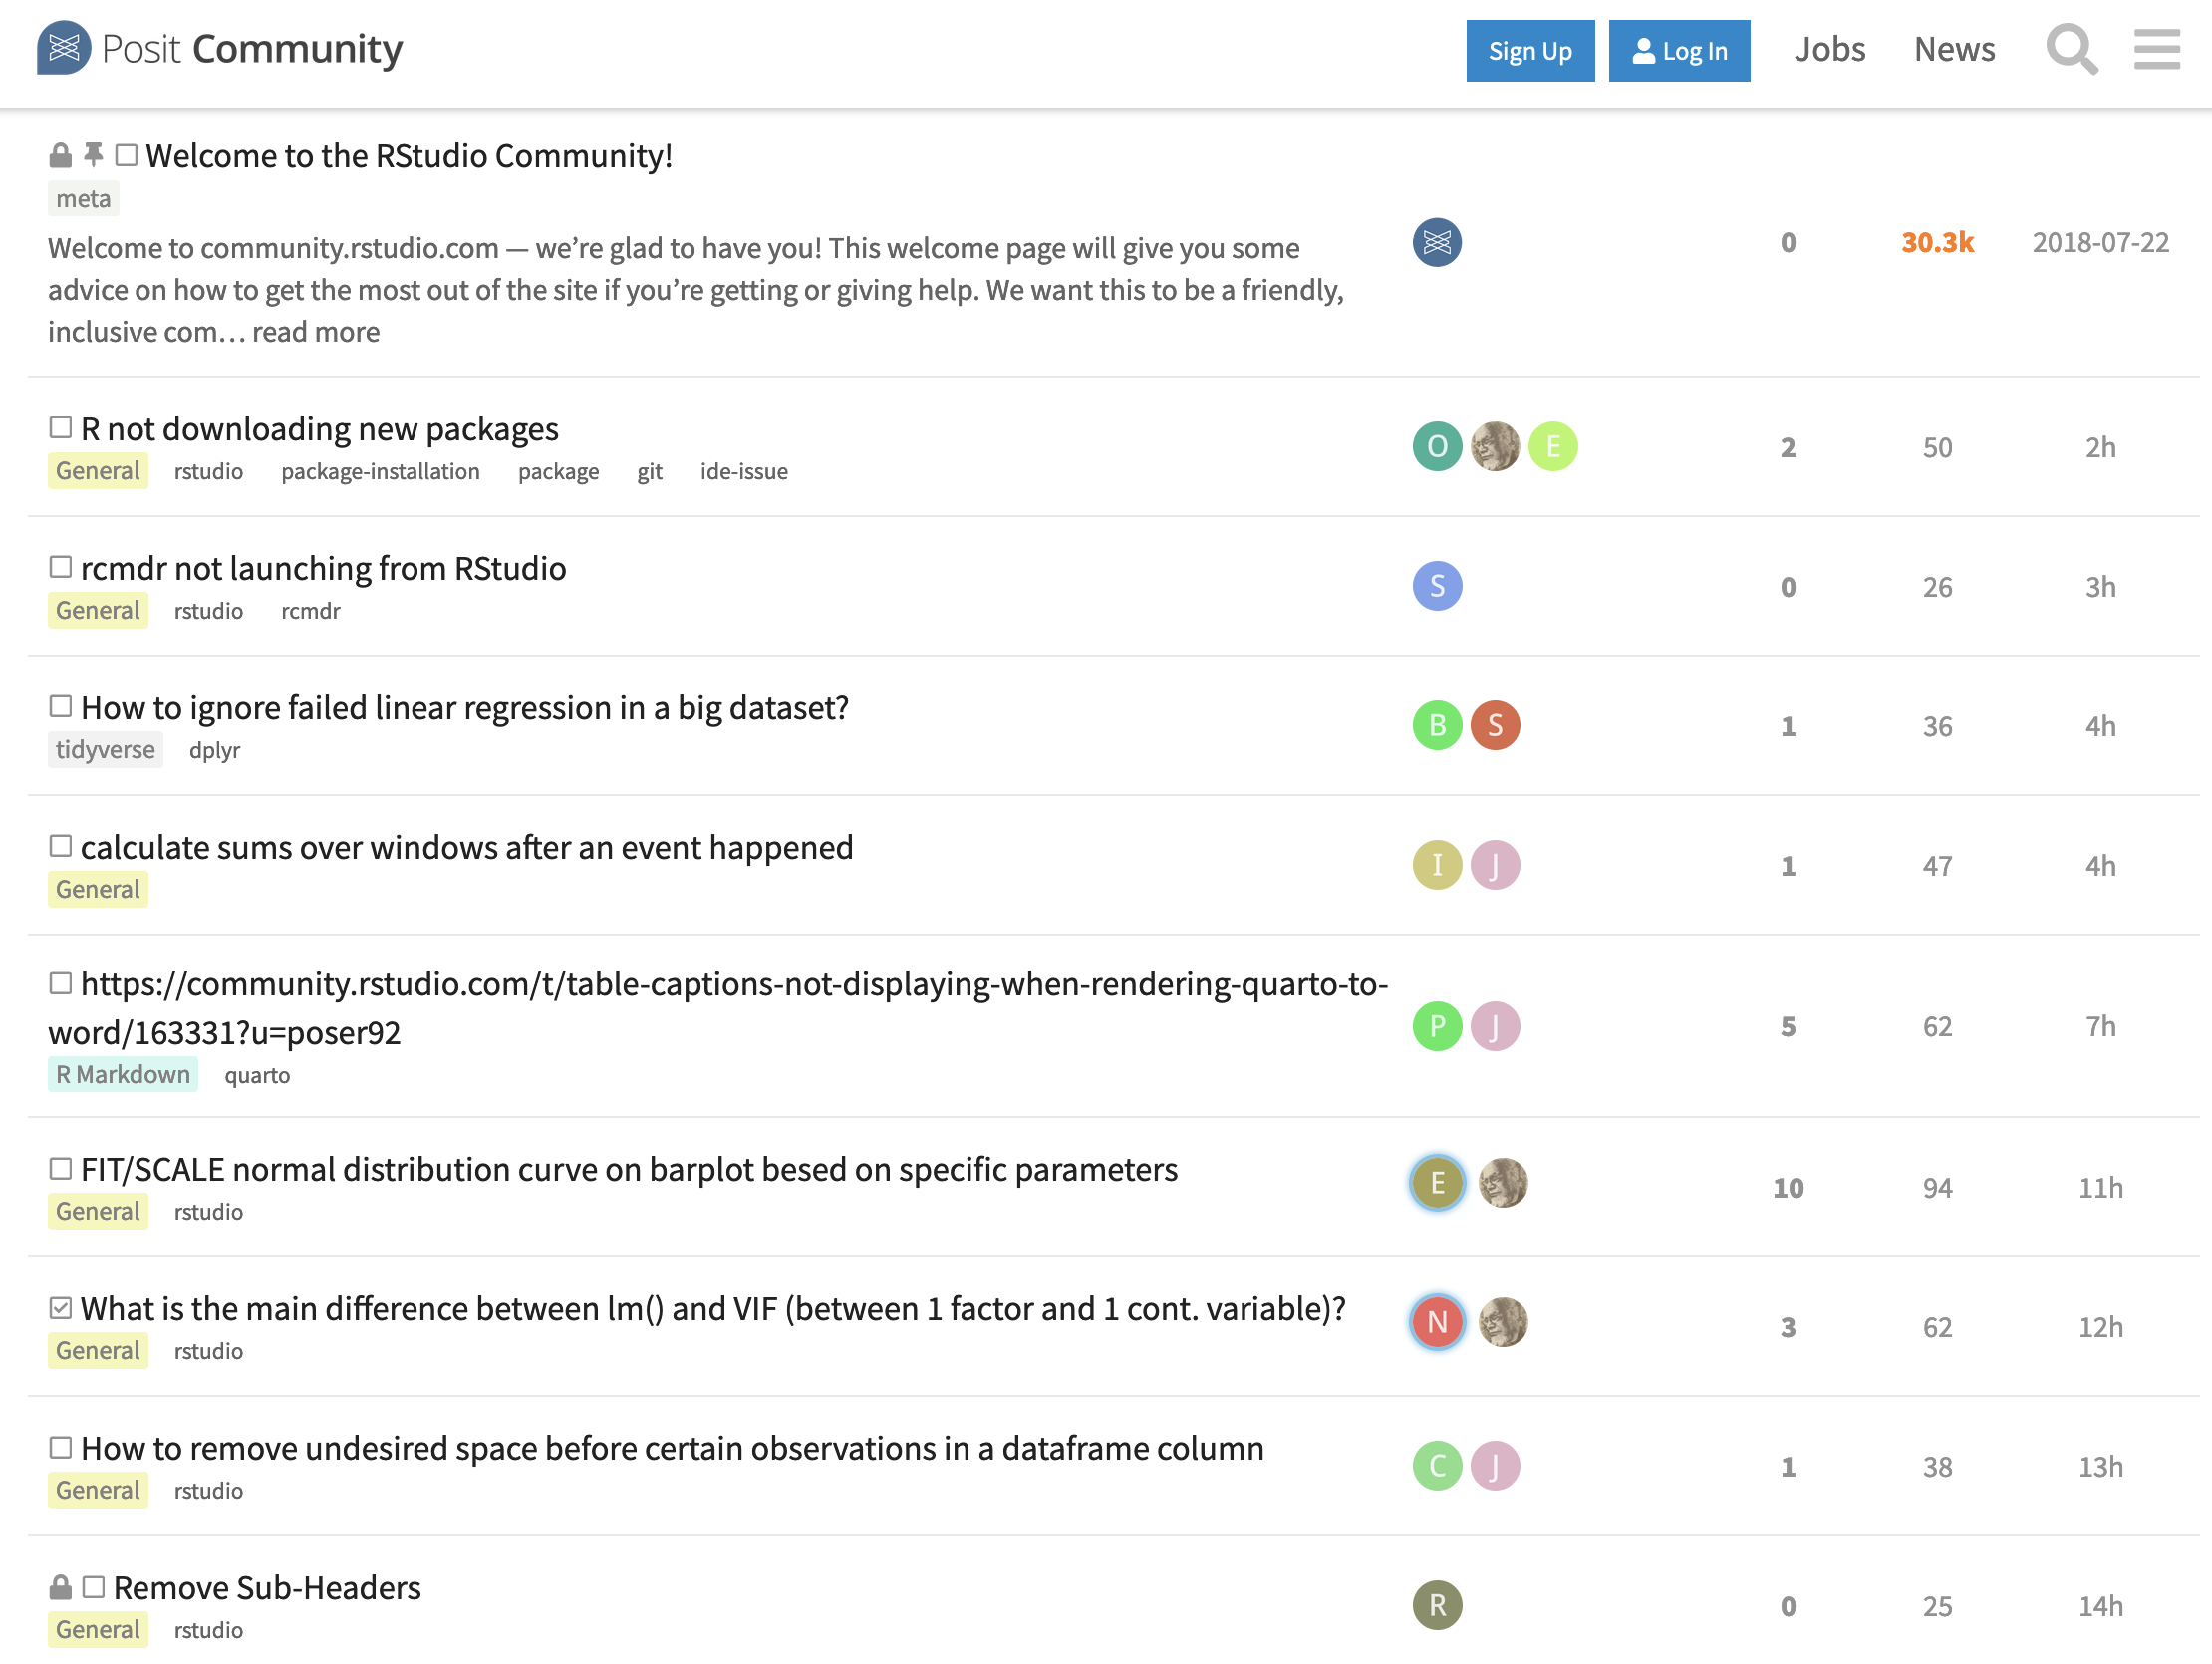 Posit Community
Sign Up
Log In
Jobs
News
Welcome to the RStudio Community!
meta
Welcome to community.rstudio.com — we’re glad to have you! This welcome page will give you some
advice on how to get the most out of the site if you’re getting or giving help. We want this to be a friendly,
inclusive com… read more
0 30.3k 2018-07-22
R not downloading new packages
General rstudio package-installation package git ide-issue
O E
2 50 2h
rcmdr not launching from RStudio
General rstudio rcmdr
S
0 26 3h
How to ignore failed linear regression in a big dataset?
tidyverse dplyr
B S
1 36 4h
calculate sums over windows after an event happened
General
I J
1 47 4h
https://community.rstudio.com/t/table-captions-not-displaying-when-rendering-quarto-to-
word/163331?u=poser92
R Markdown quarto
P J
5 62 7h
FIT/SCALE normal distribution curve on barplot besed on specific parameters
General rstudio
E
10 94 11h
What is the main difference between lm() and VIF (between 1 factor and 1 cont. variable)?
General rstudio
N
3 62 12h
How to remove undesired space before certain observations in a dataframe column
General rstudio
C J
1 38 13h
Remove Sub-Headers
General rstudio
R
0 25 14h